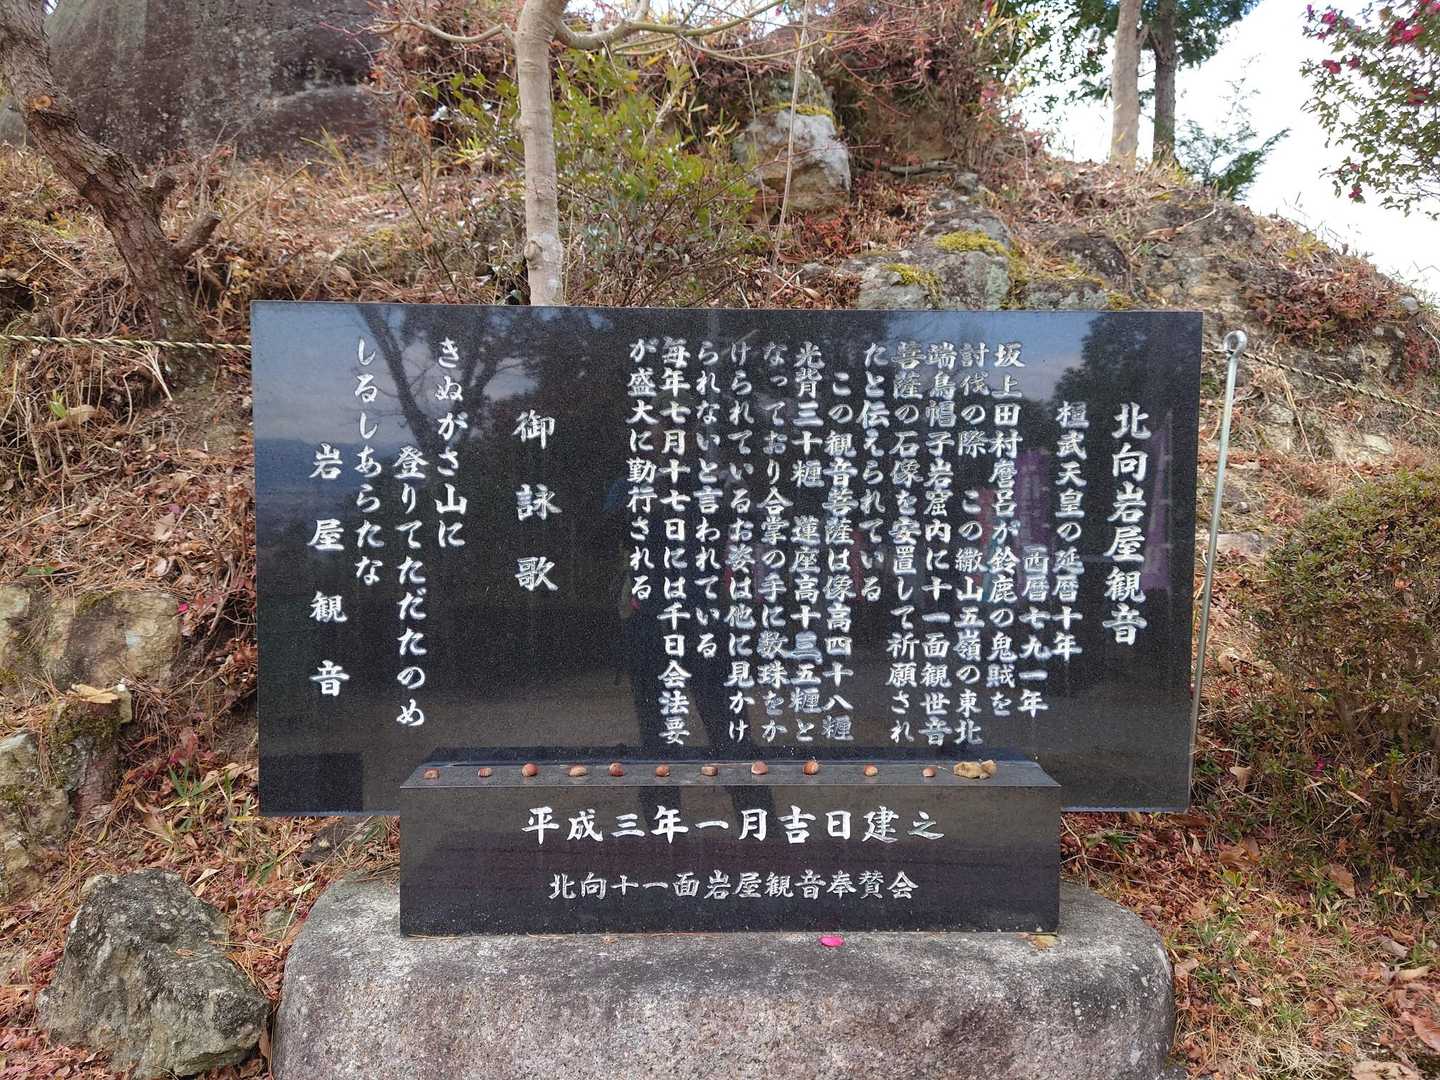 北向岩屋観音
桓武天皇の延暦十年
西暦七九一年
坂上田村麿呂が鈴鹿の鬼賊を
討伐の際 この繖山五嶺の東北
端烏帽子岩窟内に十一面観世音
菩薩の石像を安置して祈願され
たと伝えられている
この観音菩薩は像高四十八糎
光背三十糎 蓮座高十三、五糎と
なっており合掌の手に数珠をか
けられているお姿は他に見かけ
られないと言われている
毎年七月十七日には千日会法要
が盛大に勤行される
御詠歌
きぬがさ山に
登りてただたのめ
しるしあらたな
岩屋観音
平成三年一月吉日建之
北向十一面岩屋観音奉賛会